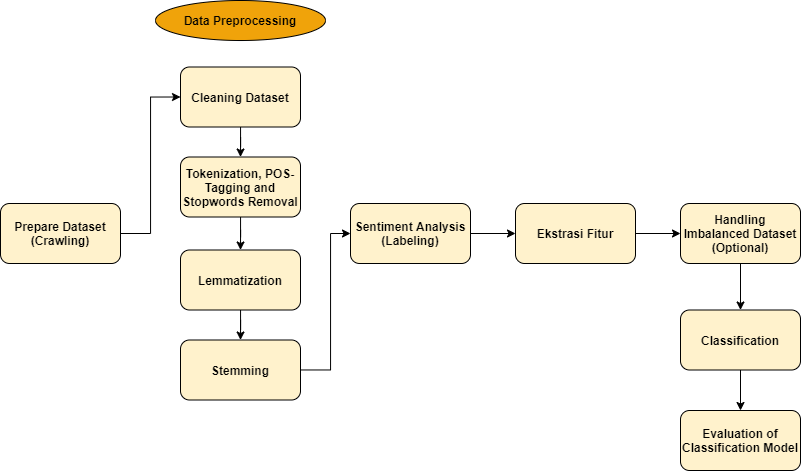 Data Preprocessing
Cleaning Dataset
Tokenization, POS-
Tagging and
Stopwords Removal
Prepare Dataset
(Crawling)
Lemmatization
Stemming
Sentiment Analysis
(Labeling)
Ekstrasi Fitur
Handling
Imbalanced Dataset
(Optional)
Classification
Evaluation of
Classification Model